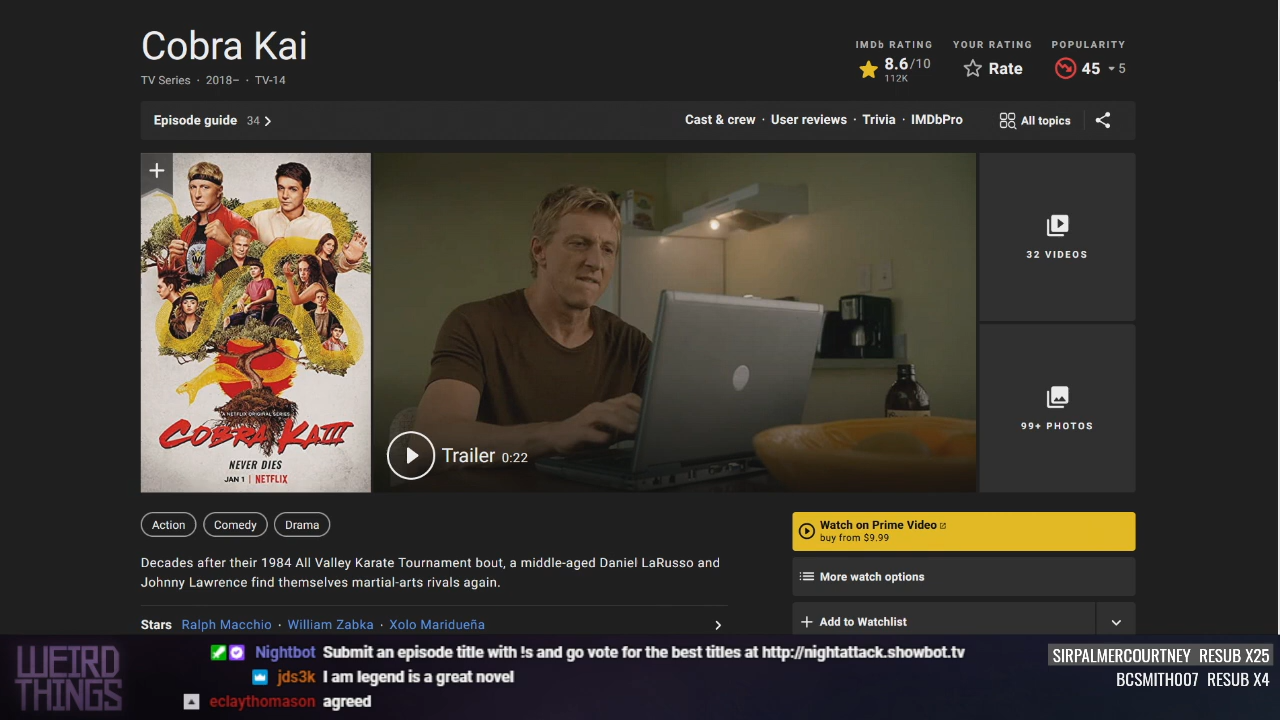 Cobra Kai
TV Series · 2018– · TV-14
IMDb RATING
8.6/10
112K
YOUR RATING
Rate
POPULARITY
45
5
Episode guide 34
Cast & crew · User reviews · Trivia · IMDbPro
All topics
A NETFLIX ORIGINAL SERIES
COBRA KAIII
NEVER DIES
JAN 1 | NETFLIX
Trailer 0:22
32 VIDEOS
99+ PHOTOS
Action
Comedy
Drama
Decades after their 1984 All Valley Karate Tournament bout, a middle-aged Daniel LaRusso and
Johnny Lawrence find themselves martial-arts rivals again.
Stars Ralph Macchio · William Zabka · Xolo Maridueña
Watch on Prime Video
buy from $9.99
More watch options
Add to Watchlist
WEIRD
THINGS
Nightbot Submit an episode title with !s and go vote for the best titles at http://nightattack.showbot.tv
jds3k I am legend is a great novel
eclaythomason agreed
SIRPALMERCOURTNEY RESUB X25
BCSMITH007 RESUB X4